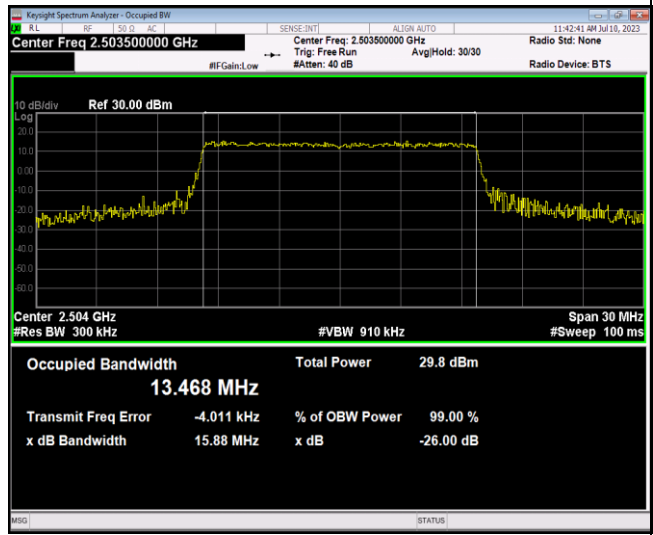 Keysight Spectrum Analyzer - Occupied BW
RL RF 50 Ω AC SENSE:INT ALIGN AUTO 11:42:41 AM Jul 10, 2023
Center Freq 2.503500000 GHz Center Freq: 2.503500000 GHz Radio Std: None
Trig: Free Run Avg|Hold: 30/30
#IFGain:Low #Atten: 40 dB Radio Device: BTS
10 dB/div Ref 30.00 dBm
Log
20.0
10.0
0.00
-10.0
-20.0
-30.0
-40.0
-50.0
-60.0
Center 2.504 GHz Span 30 MHz
#Res BW 300 kHz #VBW 910 kHz #Sweep 100 ms
Occupied Bandwidth Total Power 29.8 dBm
13.468 MHz
Transmit Freq Error -4.011 kHz % of OBW Power 99.00 %
x dB Bandwidth 15.88 MHz x dB -26.00 dB
MSG STATUS